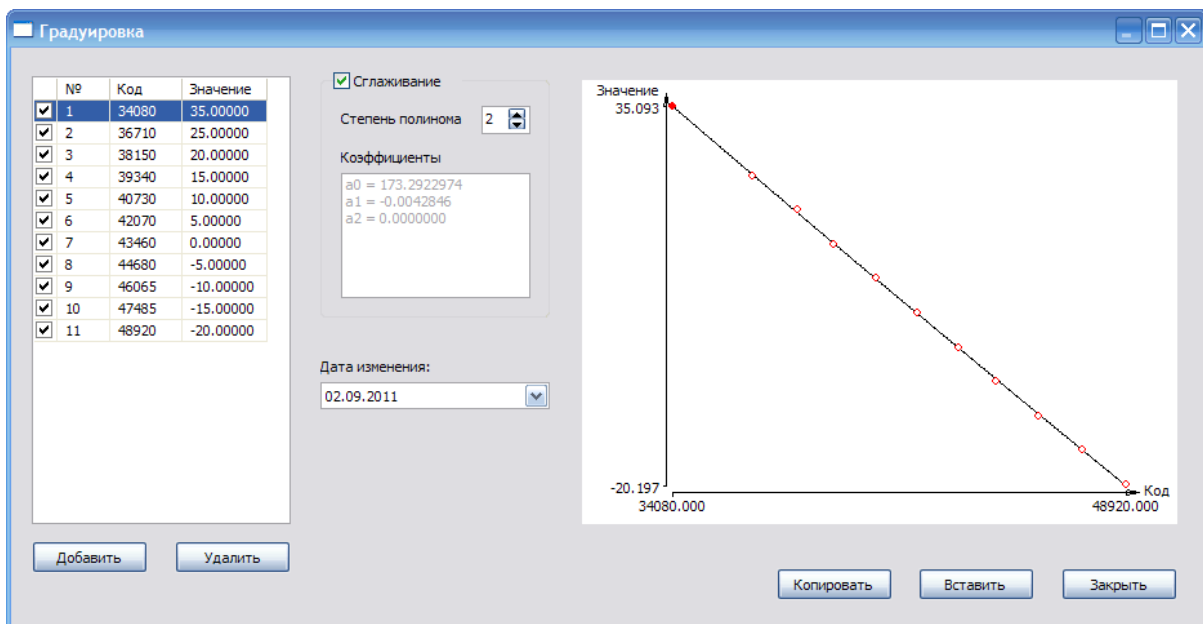 Градуировка
№ Код Значение
1 34080 35.00000
2 36710 25.00000
3 38150 20.00000
4 39340 15.00000
5 40730 10.00000
6 42070 5.00000
7 43460 0.00000
8 44680 -5.00000
9 46065 -10.00000
10 47485 -15.00000
11 48920 -20.00000
Добавить Удалить
Сглаживание
Степень полинома 2
Коэффициенты
a0 = 173.2922974
a1 = -0.0042846
a2 = 0.0000000
Дата изменения:
02.09.2011
Значение
35.093
-20.197
Код
34080.000 48920.000
Копировать Вставить Закрыть